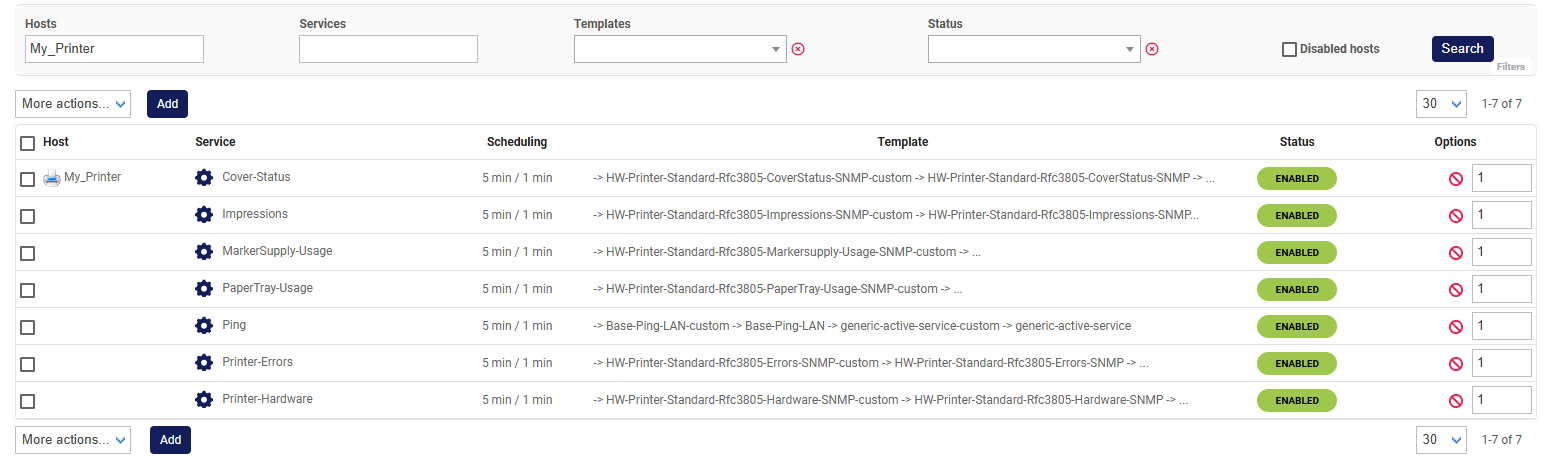 Hosts Services Templates Status
My_Printer Disabled hosts Search
Filters
More actions... Add 30 1-7 of 7
Host Service Scheduling Template Status Options
My_Printer Cover-Status 5 min / 1 min -> HW-Printer-Standard-Rfc3805-CoverStatus-SNMP-custom -> HW-Printer-Standard-Rfc3805-CoverStatus-SNMP -> ... ENABLED 1
Impressions 5 min / 1 min -> HW-Printer-Standard-Rfc3805-Impressions-SNMP-custom -> HW-Printer-Standard-Rfc3805-Impressions-SNMP... ENABLED 1
MarkerSupply-Usage 5 min / 1 min -> HW-Printer-Standard-Rfc3805-Markersupply-Usage-SNMP-custom -> ... ENABLED 1
PaperTray-Usage 5 min / 1 min -> HW-Printer-Standard-Rfc3805-PaperTray-Usage-SNMP-custom -> ... ENABLED 1
Ping 5 min / 1 min -> Base-Ping-LAN-custom -> Base-Ping-LAN -> generic-active-service-custom -> generic-active-service ENABLED 1
Printer-Errors 5 min / 1 min -> HW-Printer-Standard-Rfc3805-Errors-SNMP-custom -> HW-Printer-Standard-Rfc3805-Errors-SNMP -> ... ENABLED 1
Printer-Hardware 5 min / 1 min -> HW-Printer-Standard-Rfc3805-Hardware-SNMP-custom -> HW-Printer-Standard-Rfc3805-Hardware-SNMP -> ... ENABLED 1
More actions... Add 30 1-7 of 7